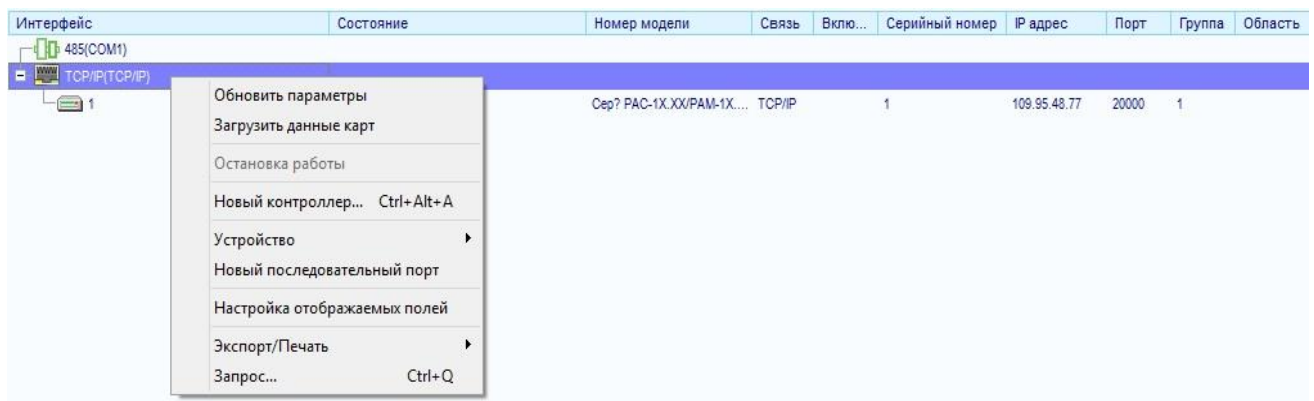 Интерфейс Состояние Номер модели Связь Вклю... Серийный номер IP адрес Порт Группа Область
485(COM1)
TCP/IP(TCP/IP)
1 Сер? PAC-1X.XX/PAM-1X.... TCP/IP 1 109.95.48.77 20000 1
Обновить параметры
Загрузить данные карт
Остановка работы
Новый контроллер... Ctrl+Alt+A
Устройство
Новый последовательный порт
Настройка отображаемых полей
Экспорт/Печать
Запрос... Ctrl+Q